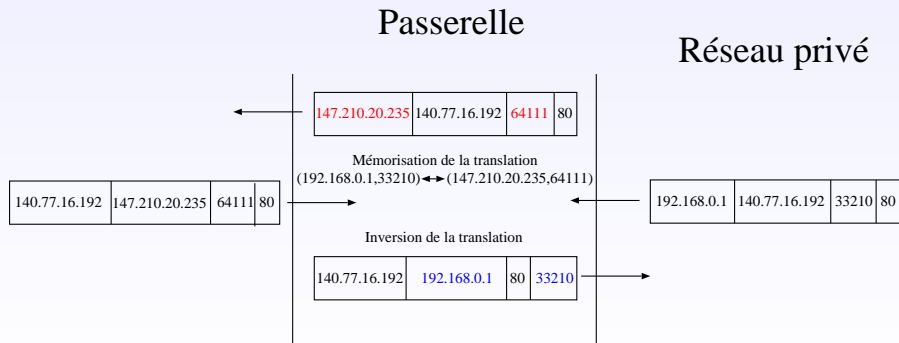 Passerelle
Réseau privé
147.210.20.235 140.77.16.192 64111 80
Mémorisation de la translation
(192.168.0.1,33210) (147.210.20.235,64111)
140.77.16.192 147.210.20.235 64111 80
192.168.0.1 140.77.16.192 33210 80
Inversion de la translation
140.77.16.192 192.168.0.1 80 33210